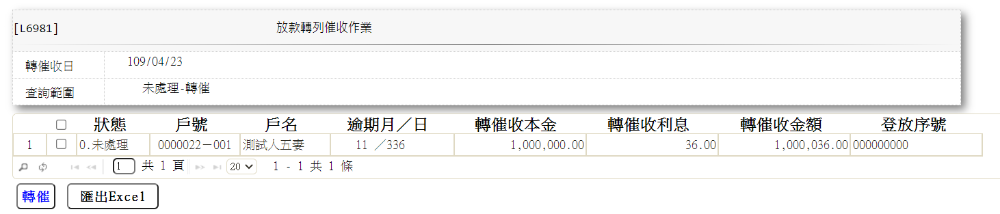 [L6981] 放款轉列催收作業
轉催收日 109/04/23
查詢範圍 未處理-轉催
狀態 戶號 戶名 逾期月／日 轉催收本金 轉催收利息 轉催收金額 登放序號
1 0.未處理 0000022－001 測試人五妻 11 ／336 1,000,000.00 36.00 1,000,036.00 000000000
1 共 1 頁 20 1 - 1 共 1 條
轉催 匯出Excel